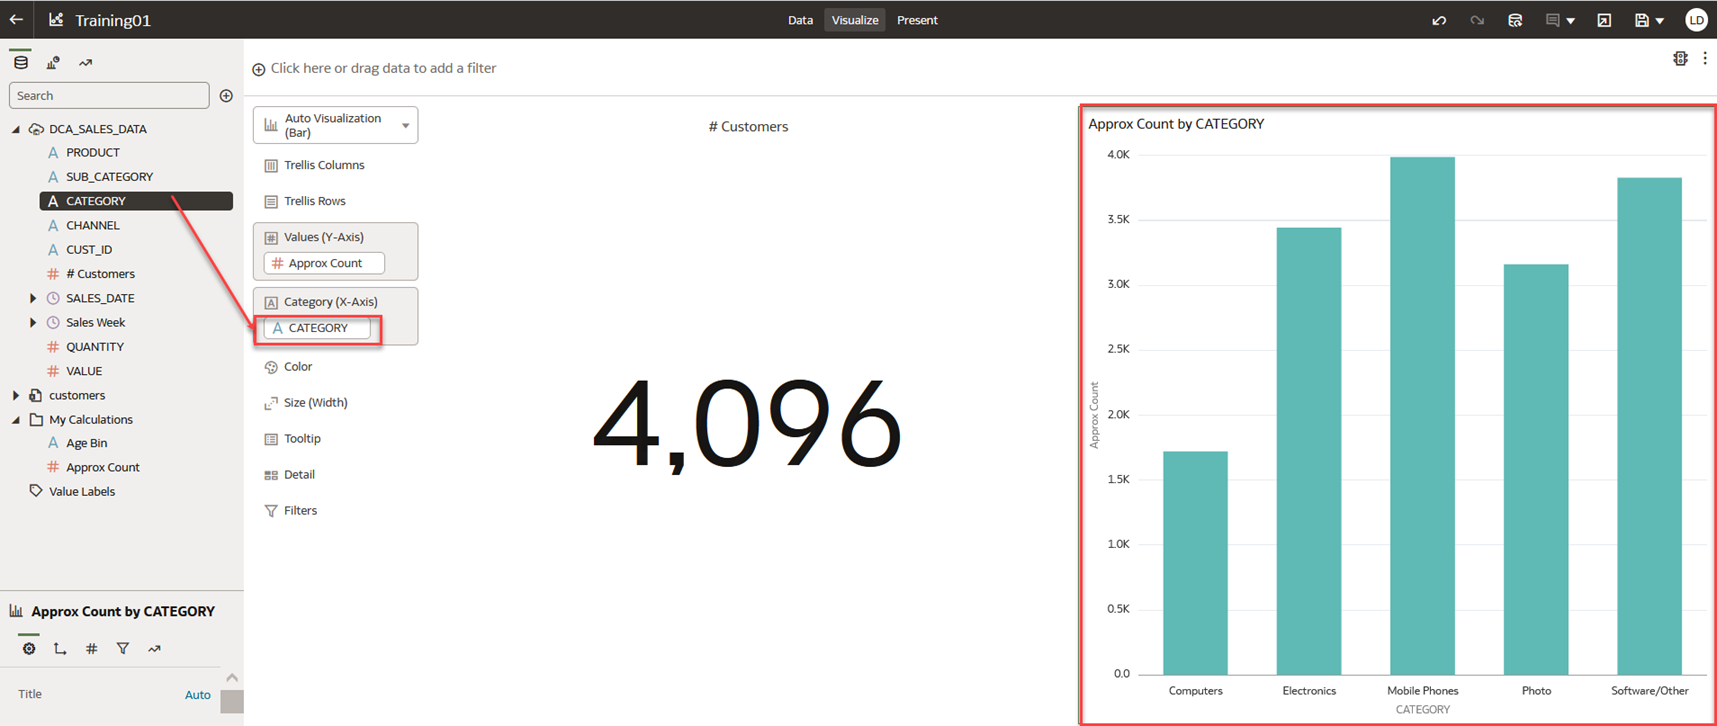 Training01
Data Visualize Present
LD
Click here or drag data to add a filter
Search
DCA_SALES_DATA
PRODUCT
SUB_CATEGORY
CATEGORY
CHANNEL
CUST_ID
# Customers
SALES_DATE
Sales Week
# QUANTITY
# VALUE
customers
My Calculations
A Age Bin
# Approx Count
Value Labels
Approx Count by CATEGORY
Title Auto
Auto Visualization
(Bar)
Trellis Columns
Trellis Rows
Values (Y-Axis)
# Approx Count
Category (X-Axis)
A CATEGORY
Color
Size (Width)
Tooltip
Detail
Filters
# Customers
4,096
Approx Count by CATEGORY
4.0K
3.5K
3.0K
2.5K
2.0K
1.5K
1.0K
0.5K
0.0
Approx Count
Computers Electronics Mobile Phones Photo Software/Other
CATEGORY